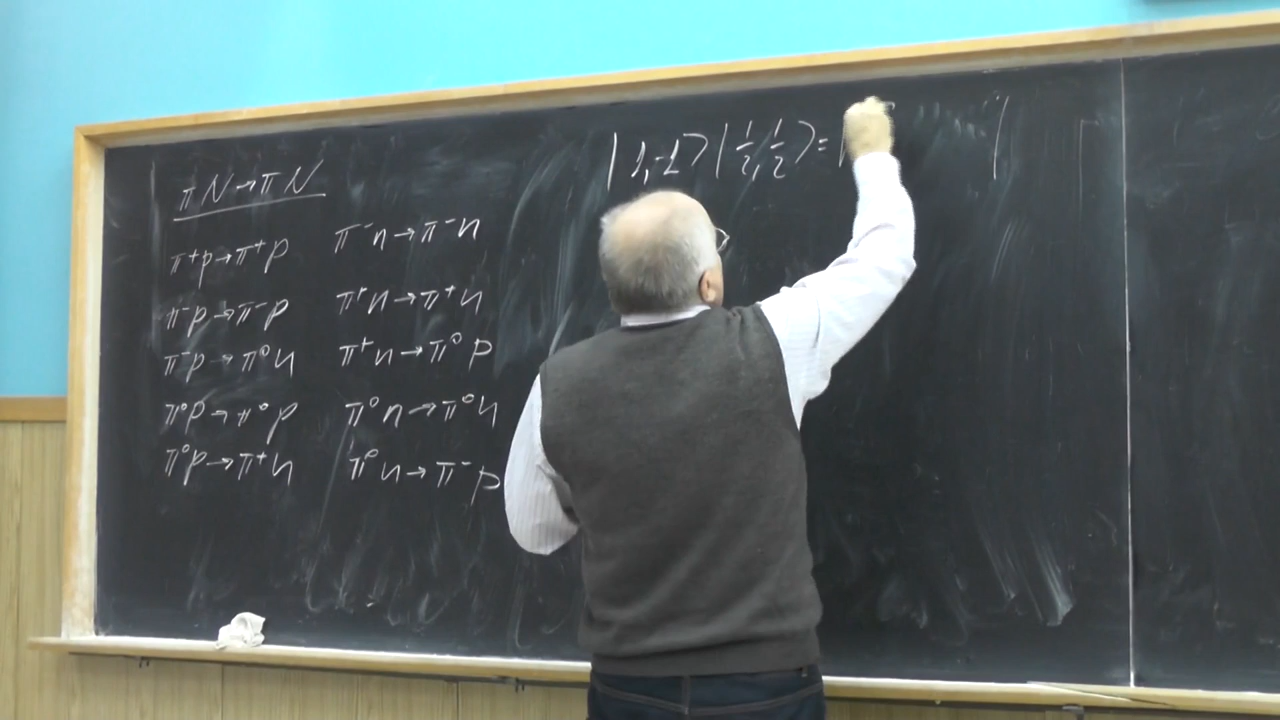 πN→πN
π⁺p→π⁺p
π⁻p→π⁻p
π⁻p→π⁰n
π⁰p→π⁰p
π⁰p→π⁺n
π⁻n→π⁻n
π⁺n→π⁺n
π⁺n→π⁰p
π⁰n→π⁰n
π⁰n→π⁻p
|1,-1>|1/2,1/2>=